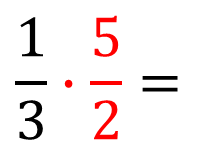 1/3 · 5/2 =